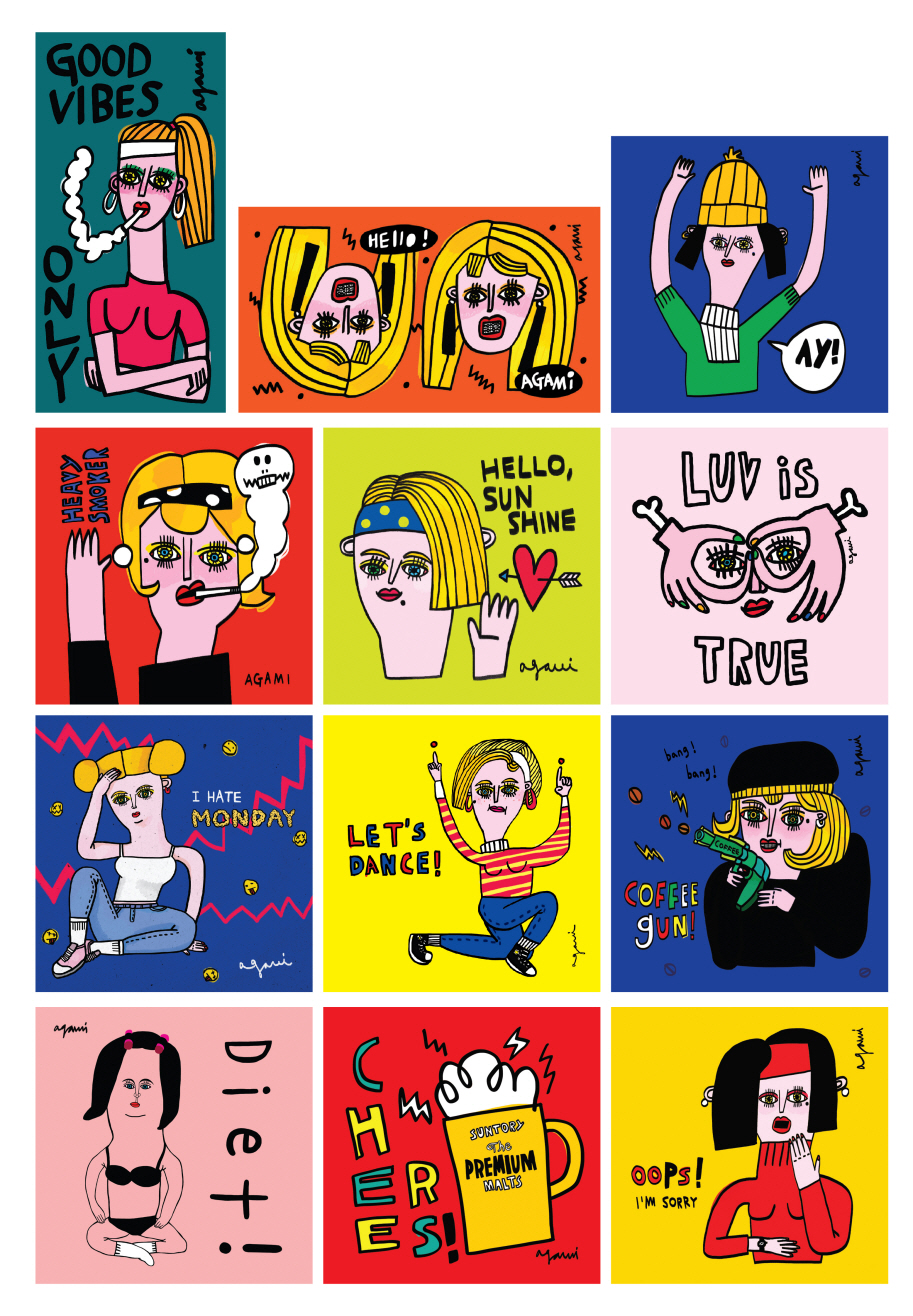 GOOD
VIBES
agami
ONLY
HELLO!
agami
AGAMi
agami
AY!
HEAVY
SMOKER
AGAMI
HELLO,
SUN
SHINE
agami
LUV is
agami
TRUE
I HATE
MONDAY
agami
LET'S
DANCE!
agami
bang!
bang!
agami
COFFEE
COFFEE
gUN!
agami
Diet!
CHEERS!
SUNTORY
The
PREMIUM
MALTS
agami
agami
OOPs!
I'M SORRY